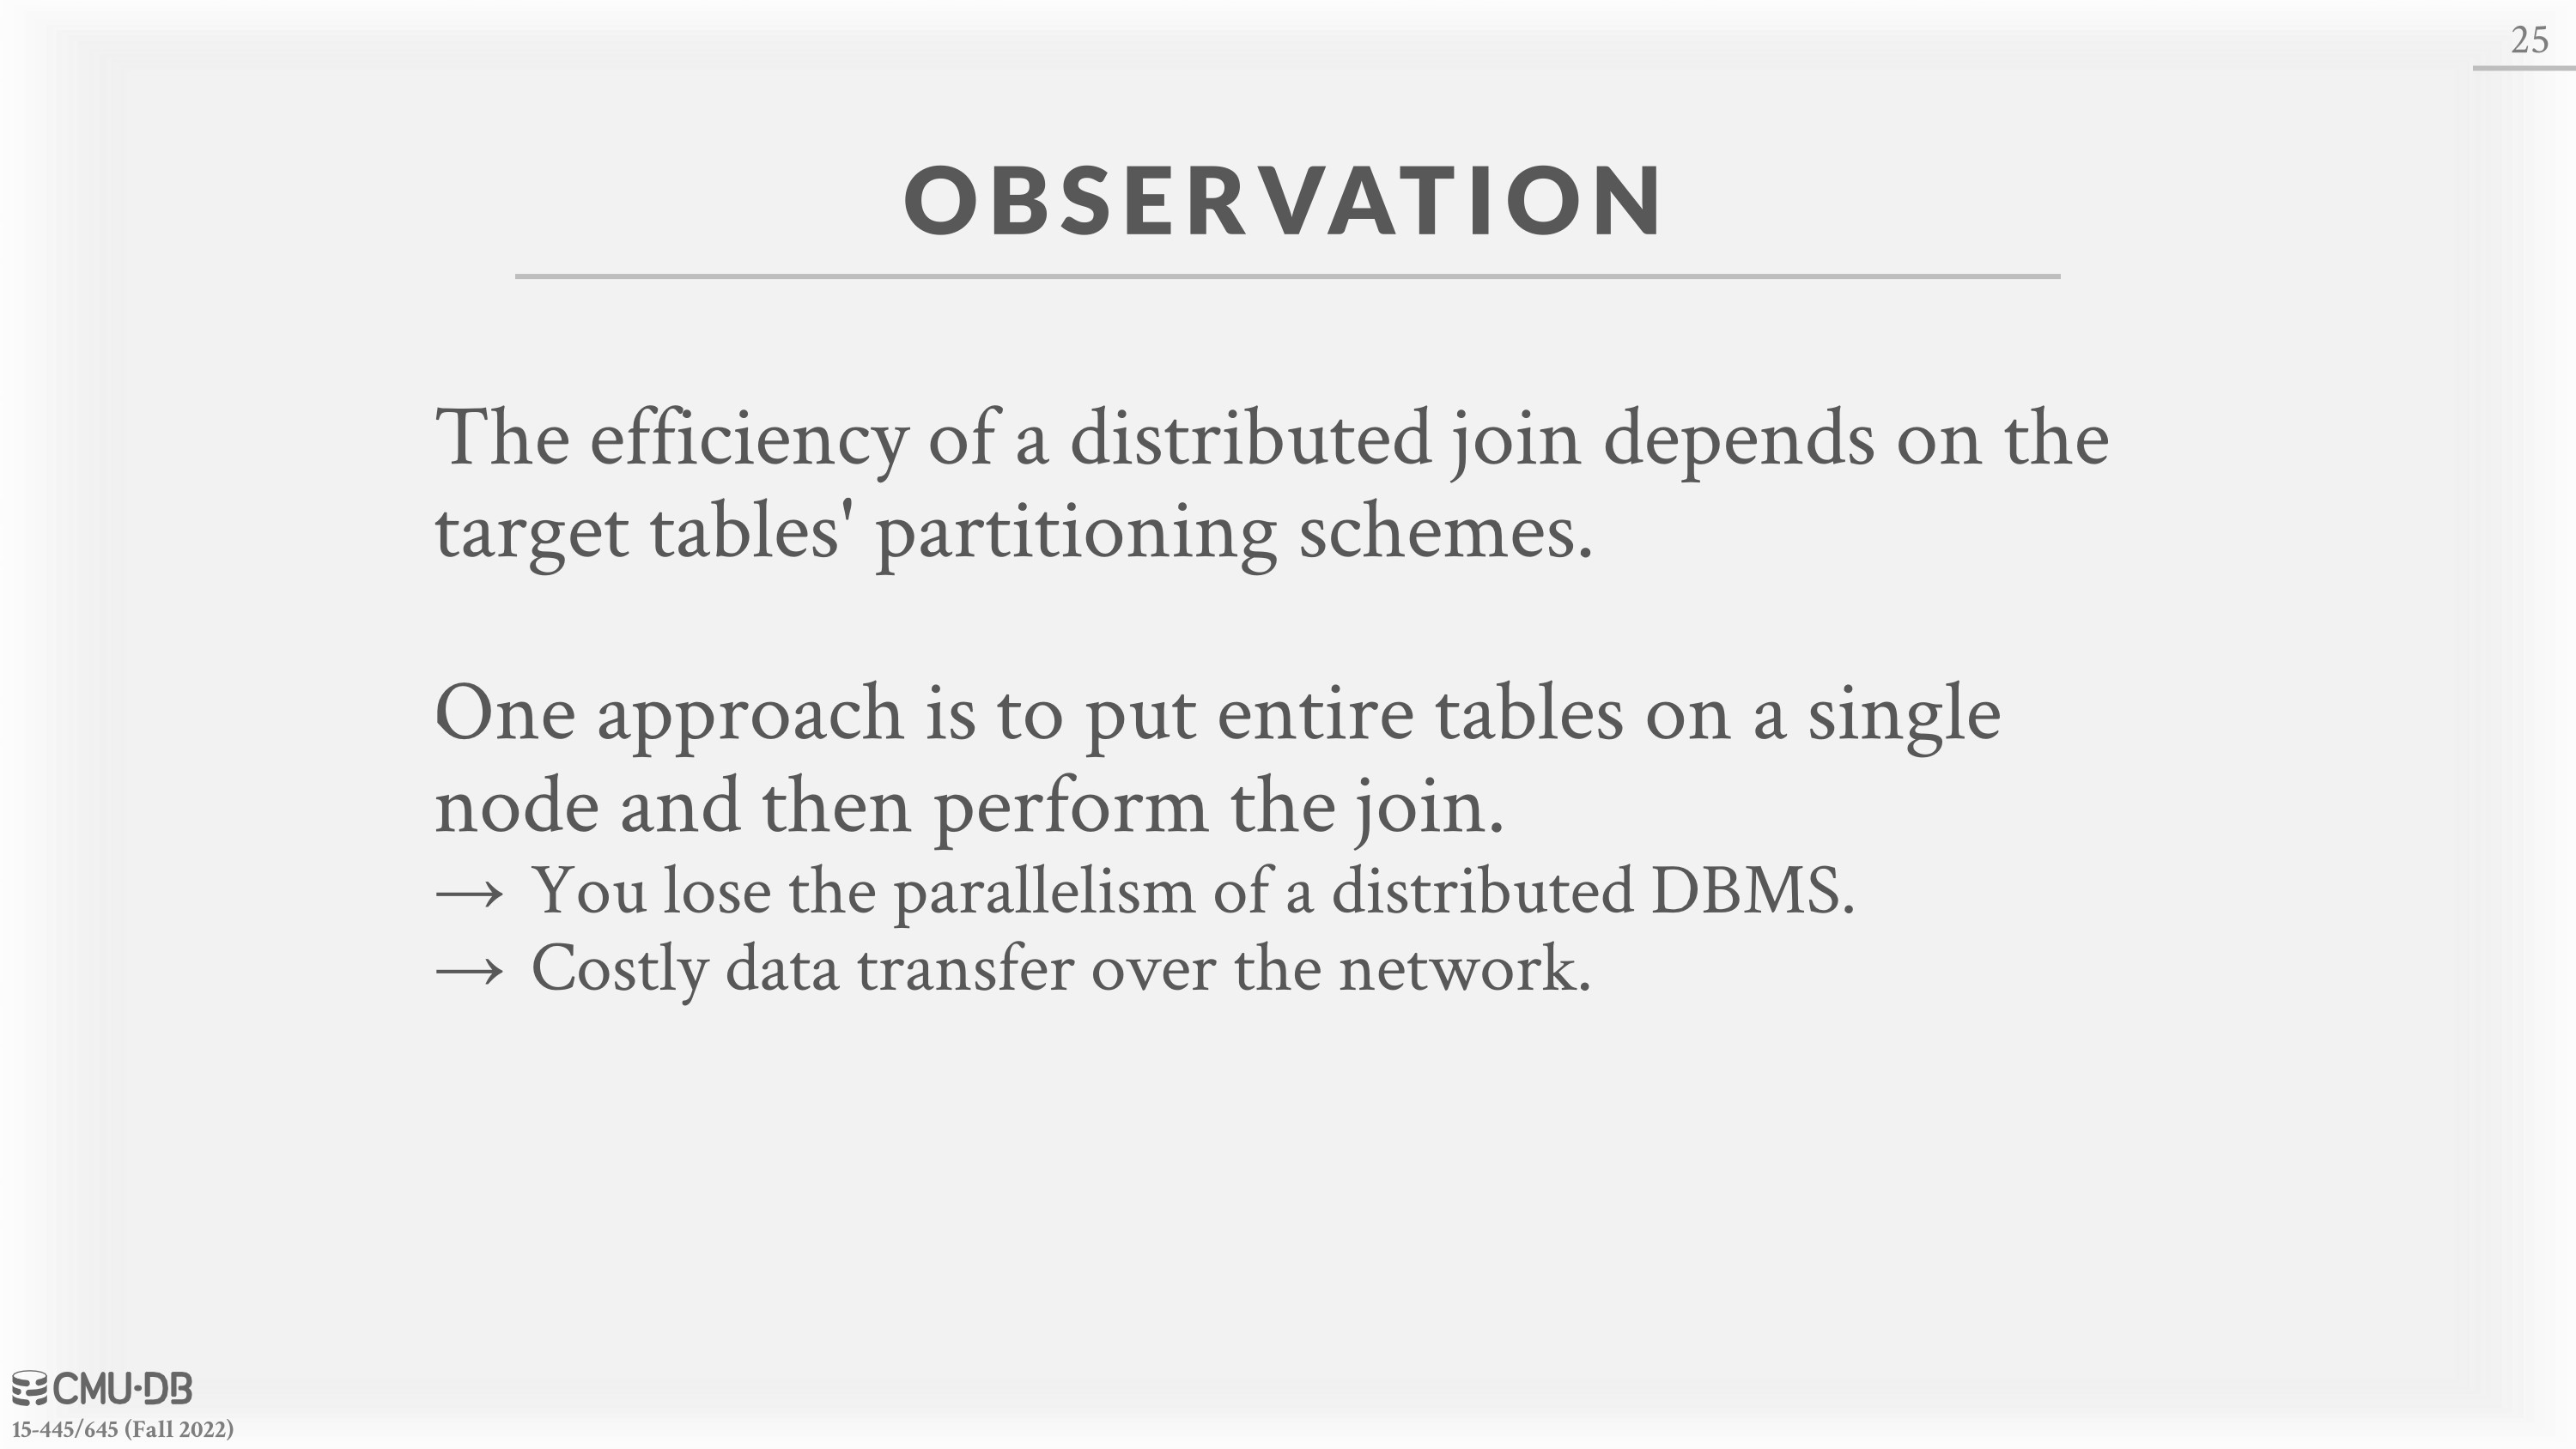 25
OBSERVATION
The efficiency of a distributed join depends on the
target tables' partitioning schemes.
One approach is to put entire tables on a single
node and then perform the join.
→ You lose the parallelism of a distributed DBMS.
→ Costly data transfer over the network.
CMU·DB
15-445/645 (Fall 2022)